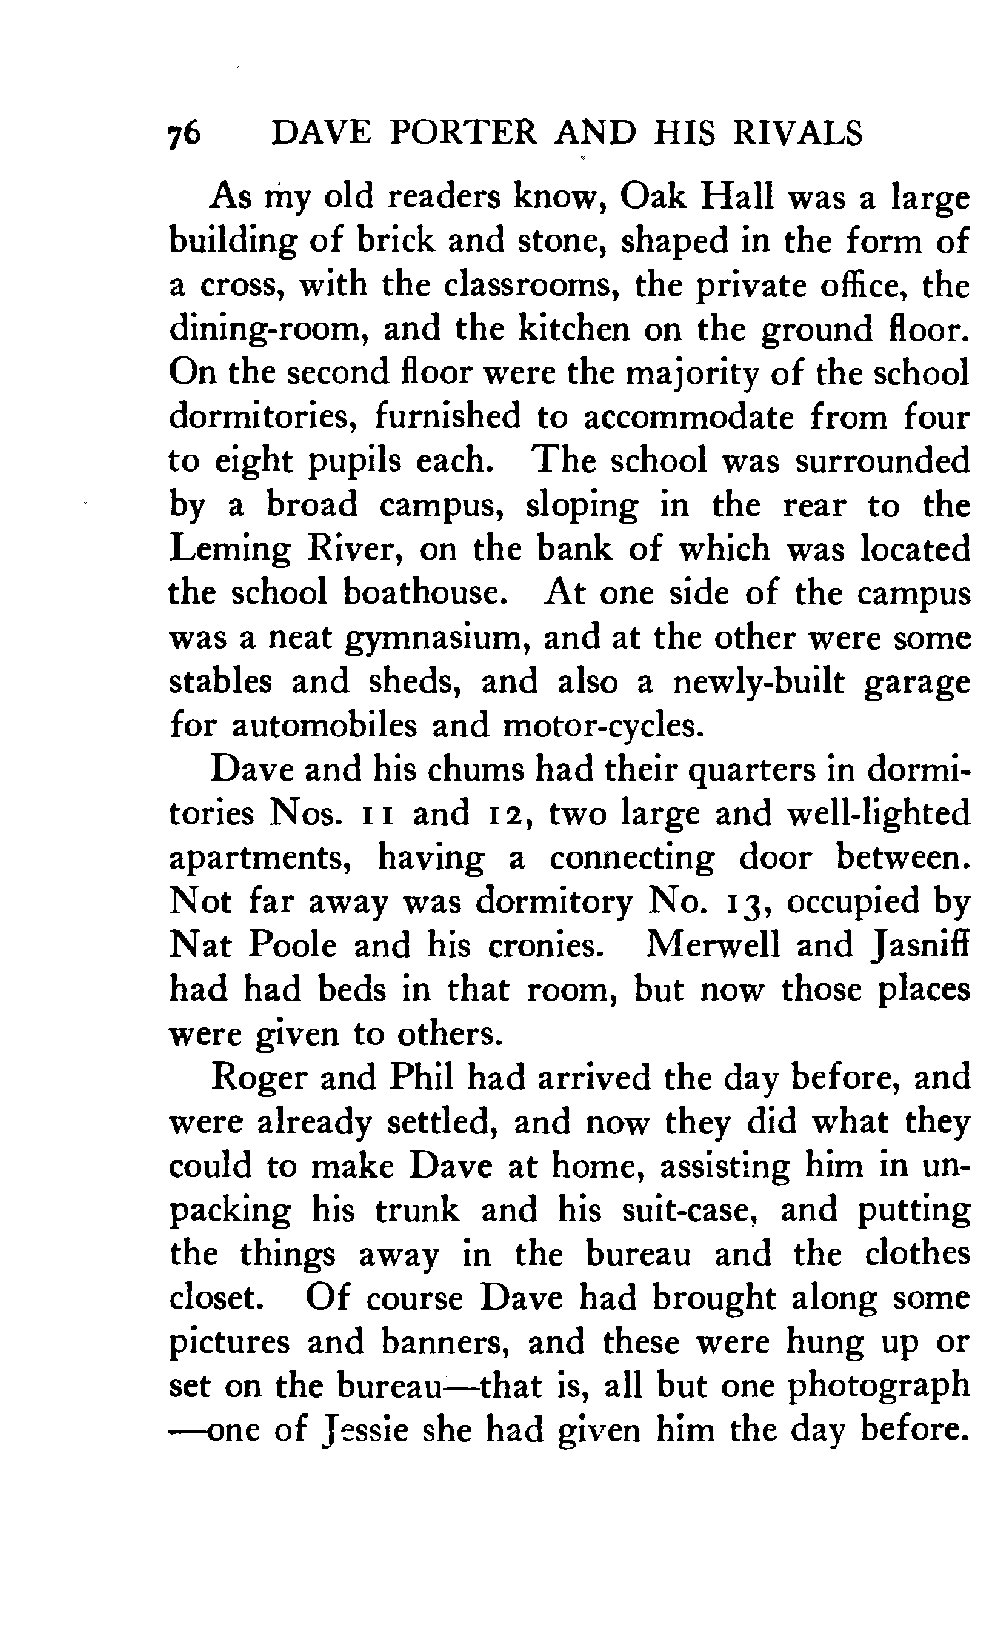 76 DAVE PORTER AND HIS RIVALS
As my old readers know, Oak Hall was a large
building of brick and stone, shaped in the form of
a cross, with the classrooms, the private office, the
dining-room, and the kitchen on the ground floor.
On the second floor were the majority of the school
dormitories, furnished to accommodate from four
to eight pupils each. The school was surrounded
by a broad campus, sloping in the rear to the
Leming River, on the bank of which was located
the school boathouse. At one side of the campus
was a neat gymnasium, and at the other were some
stables and sheds, and also a newly-built garage
for automobiles and motor-cycles.
Dave and his chums had their quarters in dormi-
tories Nos. 11 and 12, two large and well-lighted
apartments, having a connecting door between.
Not far away was dormitory No. 13, occupied by
Nat Poole and his cronies. Merwell and Jasniff
had had beds in that room, but now those places
were given to others.
Roger and Phil had arrived the day before, and
were already settled, and now they did what they
could to make Dave at home, assisting him in un-
packing his trunk and his suit-case, and putting
the things away in the bureau and the clothes
closet. Of course Dave had brought along some
pictures and banners, and these were hung up or
set on the bureau—that is, all but one photograph
—one of Jessie she had given him the day before.